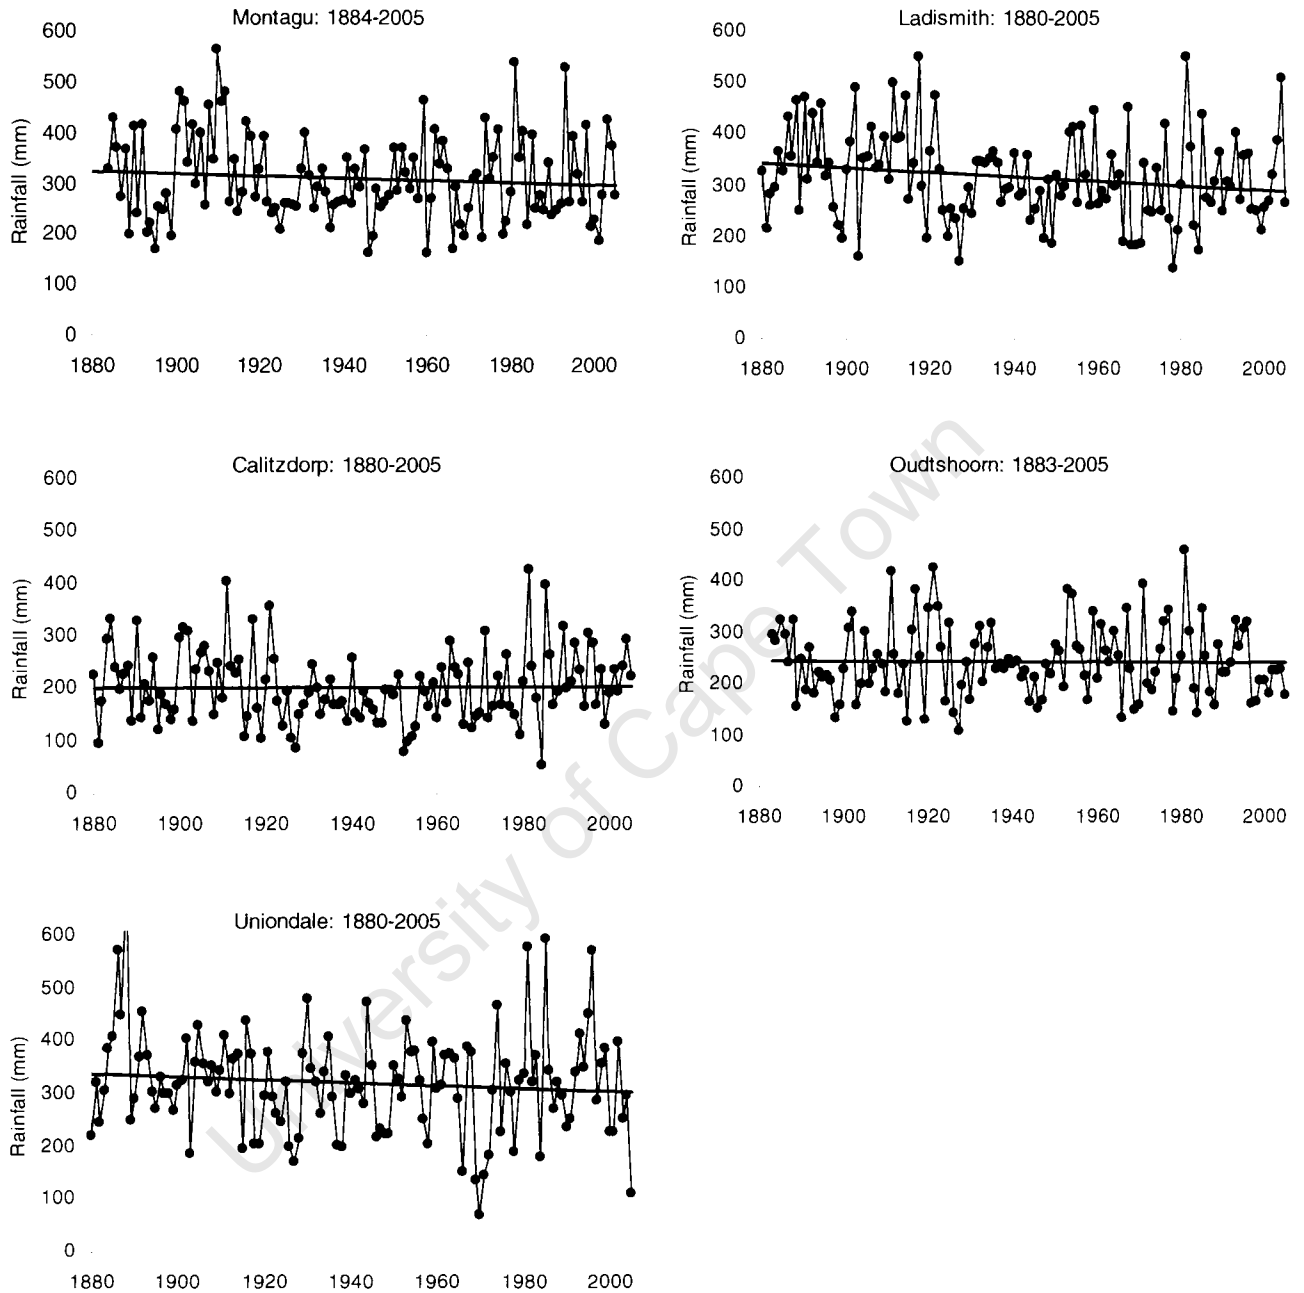 Montagu: 1884-2005
600
500
400
300
200
100
0
Rainfall (mm)
1880 1900 1920 1940 1960 1980 2000
Ladismith: 1880-2005
600
500
400
300
200
100
0
Rainfall (mm)
1880 1900 1920 1940 1960 1980 2000
Calitzdorp: 1880-2005
600
500
400
300
200
100
0
Rainfall (mm)
1880 1900 1920 1940 1960 1980 2000
Oudtshoorn: 1883-2005
600
500
400
300
200
100
0
Rainfall (mm)
1880 1900 1920 1940 1960 1980 2000
Uniondale: 1880-2005
600
500
400
300
200
100
0
Rainfall (mm)
1880 1900 1920 1940 1960 1980 2000
University of Cape Town